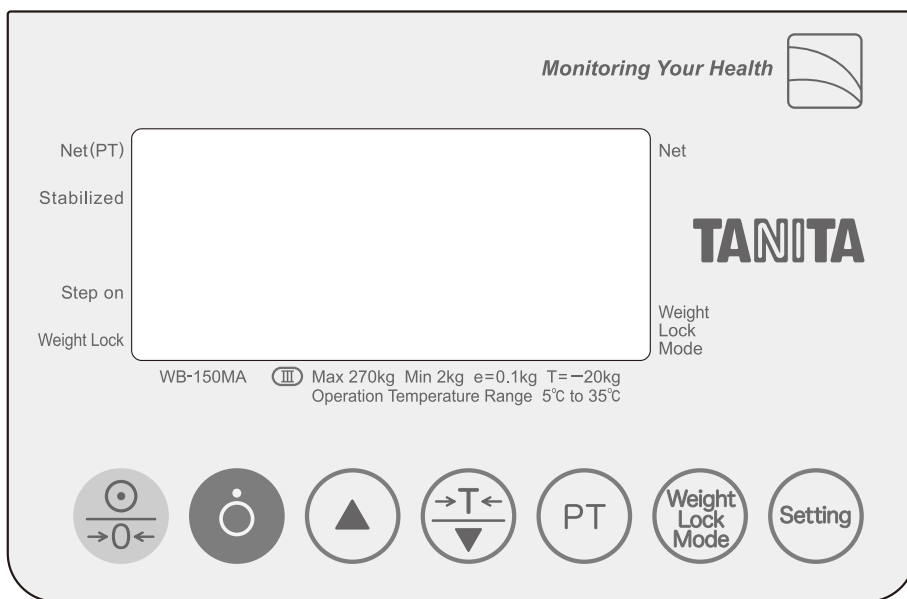 Monitoring Your Health
Net(PT)
Net
Stabilized
TANITA
Step on
Weight Lock
Weight
Lock
Mode
WB-150MA Ⅲ Max 270kg Min 2kg e=0.1kg T=−20kg
Operation Temperature Range 5℃ to 35℃
→0←
→T←
PT
Weight
Lock
Mode
Setting